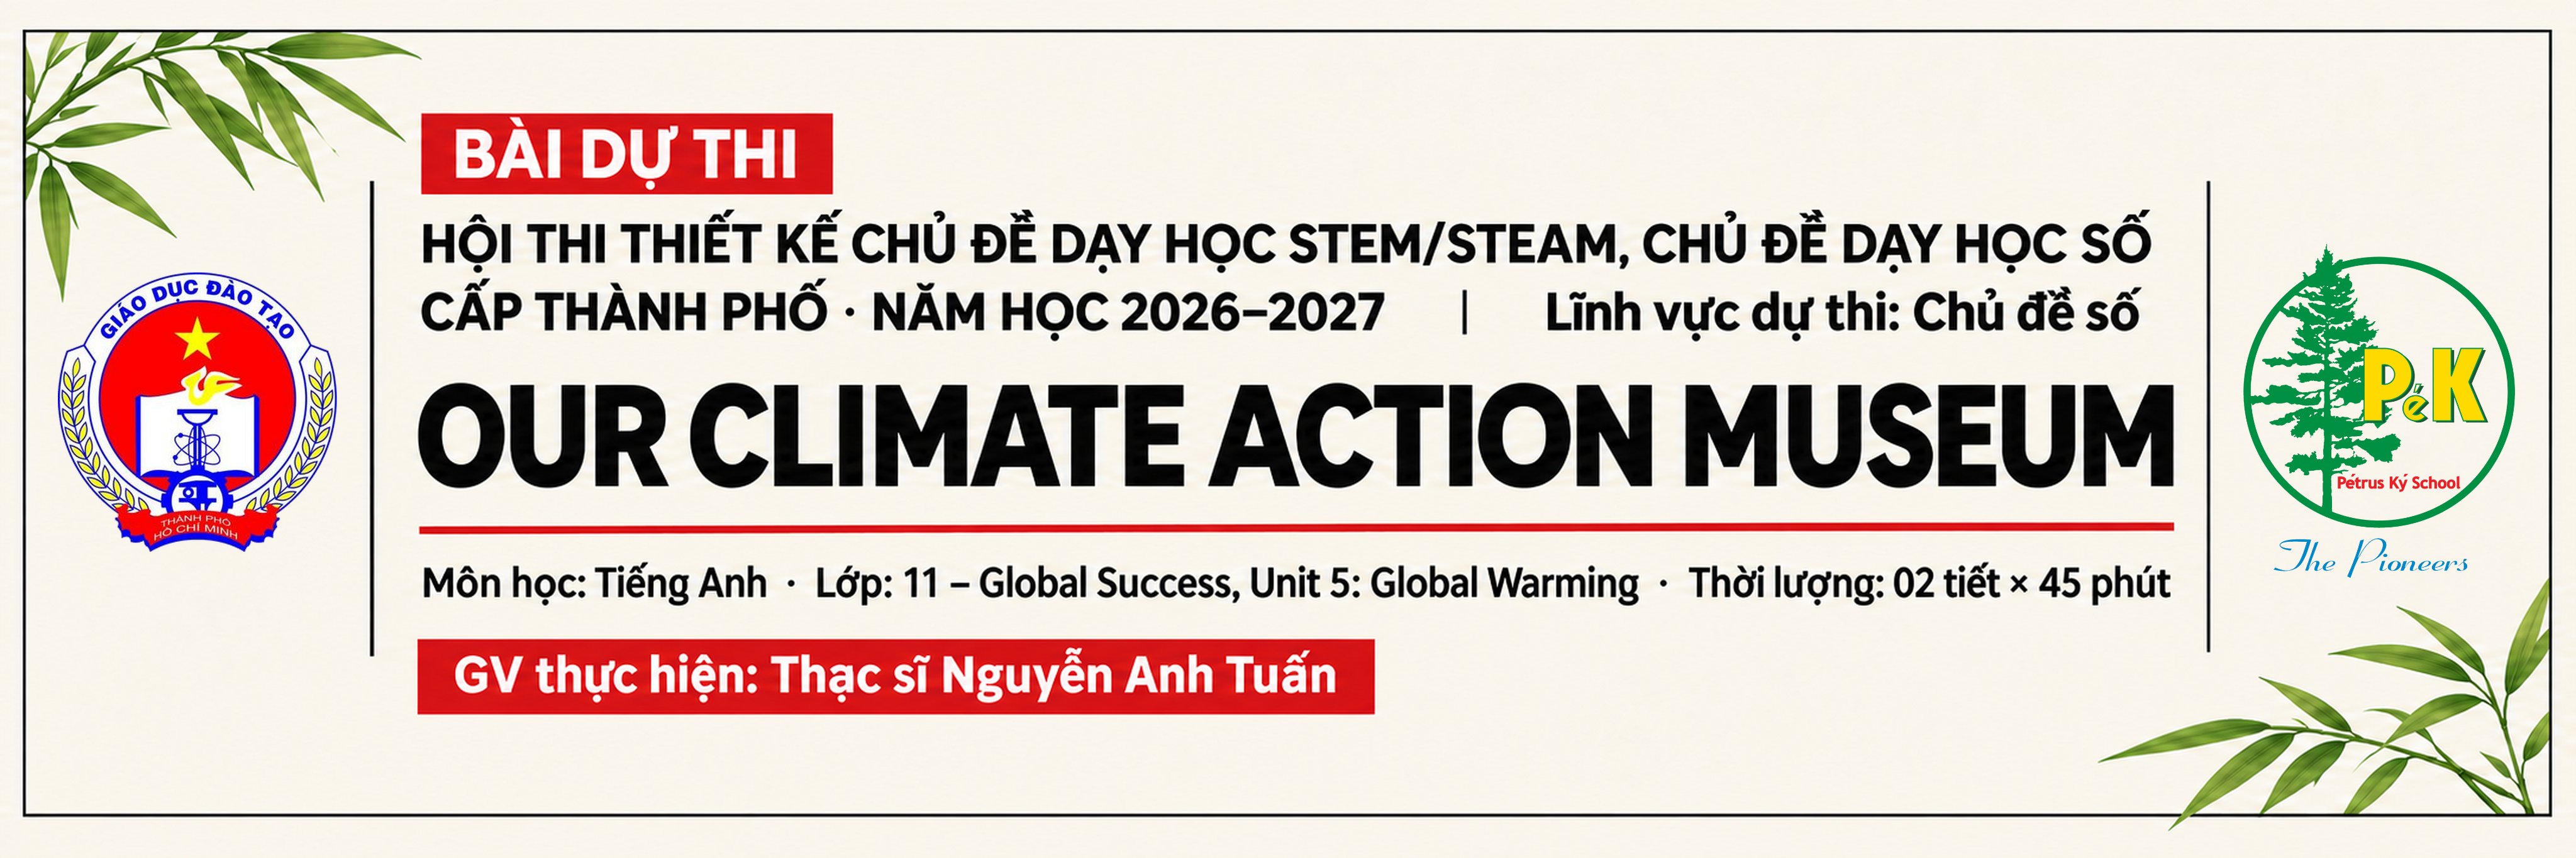 BÀI DỰ THI
HỘI THI THIẾT KẾ CHỦ ĐỀ DẠY HỌC STEM/STEAM, CHỦ ĐỀ DẠY HỌC SỐ
CẤP THÀNH PHỐ · NĂM HỌC 2026–2027 | Lĩnh vực dự thi: Chủ đề số
OUR CLIMATE ACTION MUSEUM
Môn học: Tiếng Anh · Lớp: 11 – Global Success, Unit 5: Global Warming · Thời lượng: 02 tiết × 45 phút
GV thực hiện: Thạc sĩ Nguyễn Anh Tuấn
GIÁO DỤC ĐÀO TẠO
THÀNH PHỐ
HỒ CHÍ MINH
PéK
Pétrus Ký School
The Pioneers